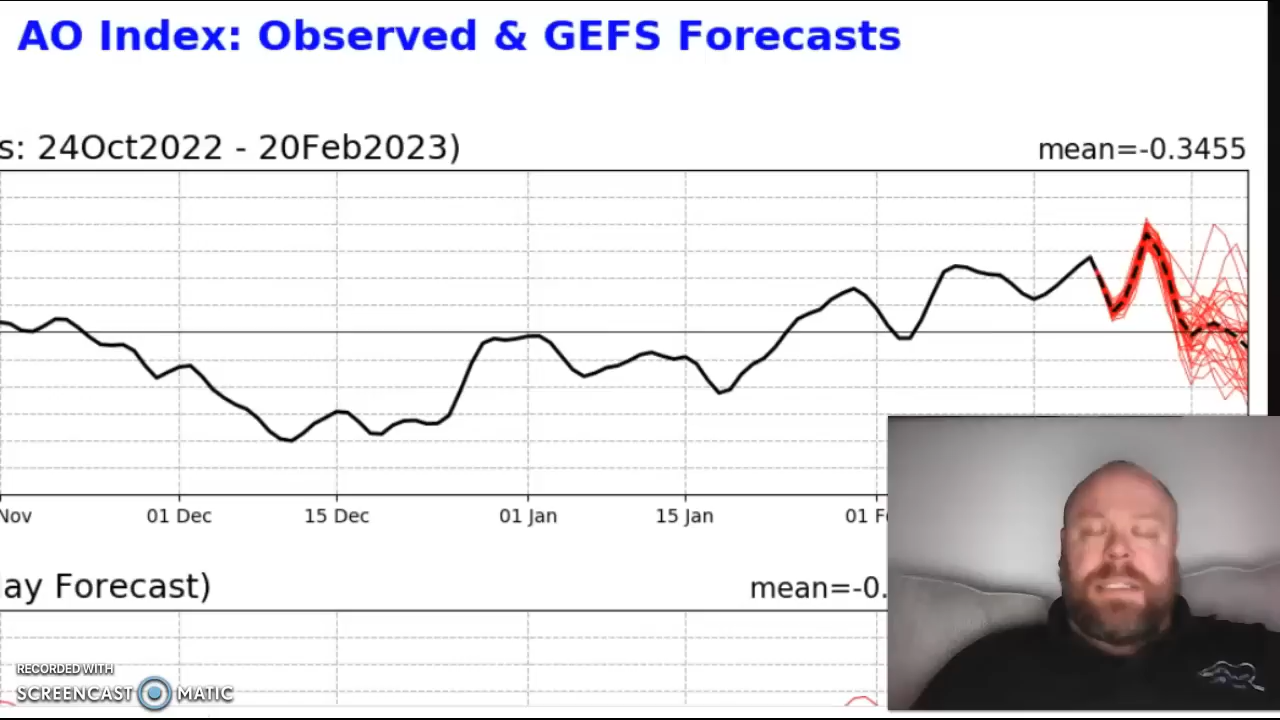 AO Index: Observed & GEFS Forecasts
s: 24Oct2022 - 20Feb2023)
mean=-0.3455
Nov 01 Dec 15 Dec 01 Jan 15 Jan 01 F
lay Forecast)
mean=-0.
RECORDED WITH
SCREENCAST MATIC